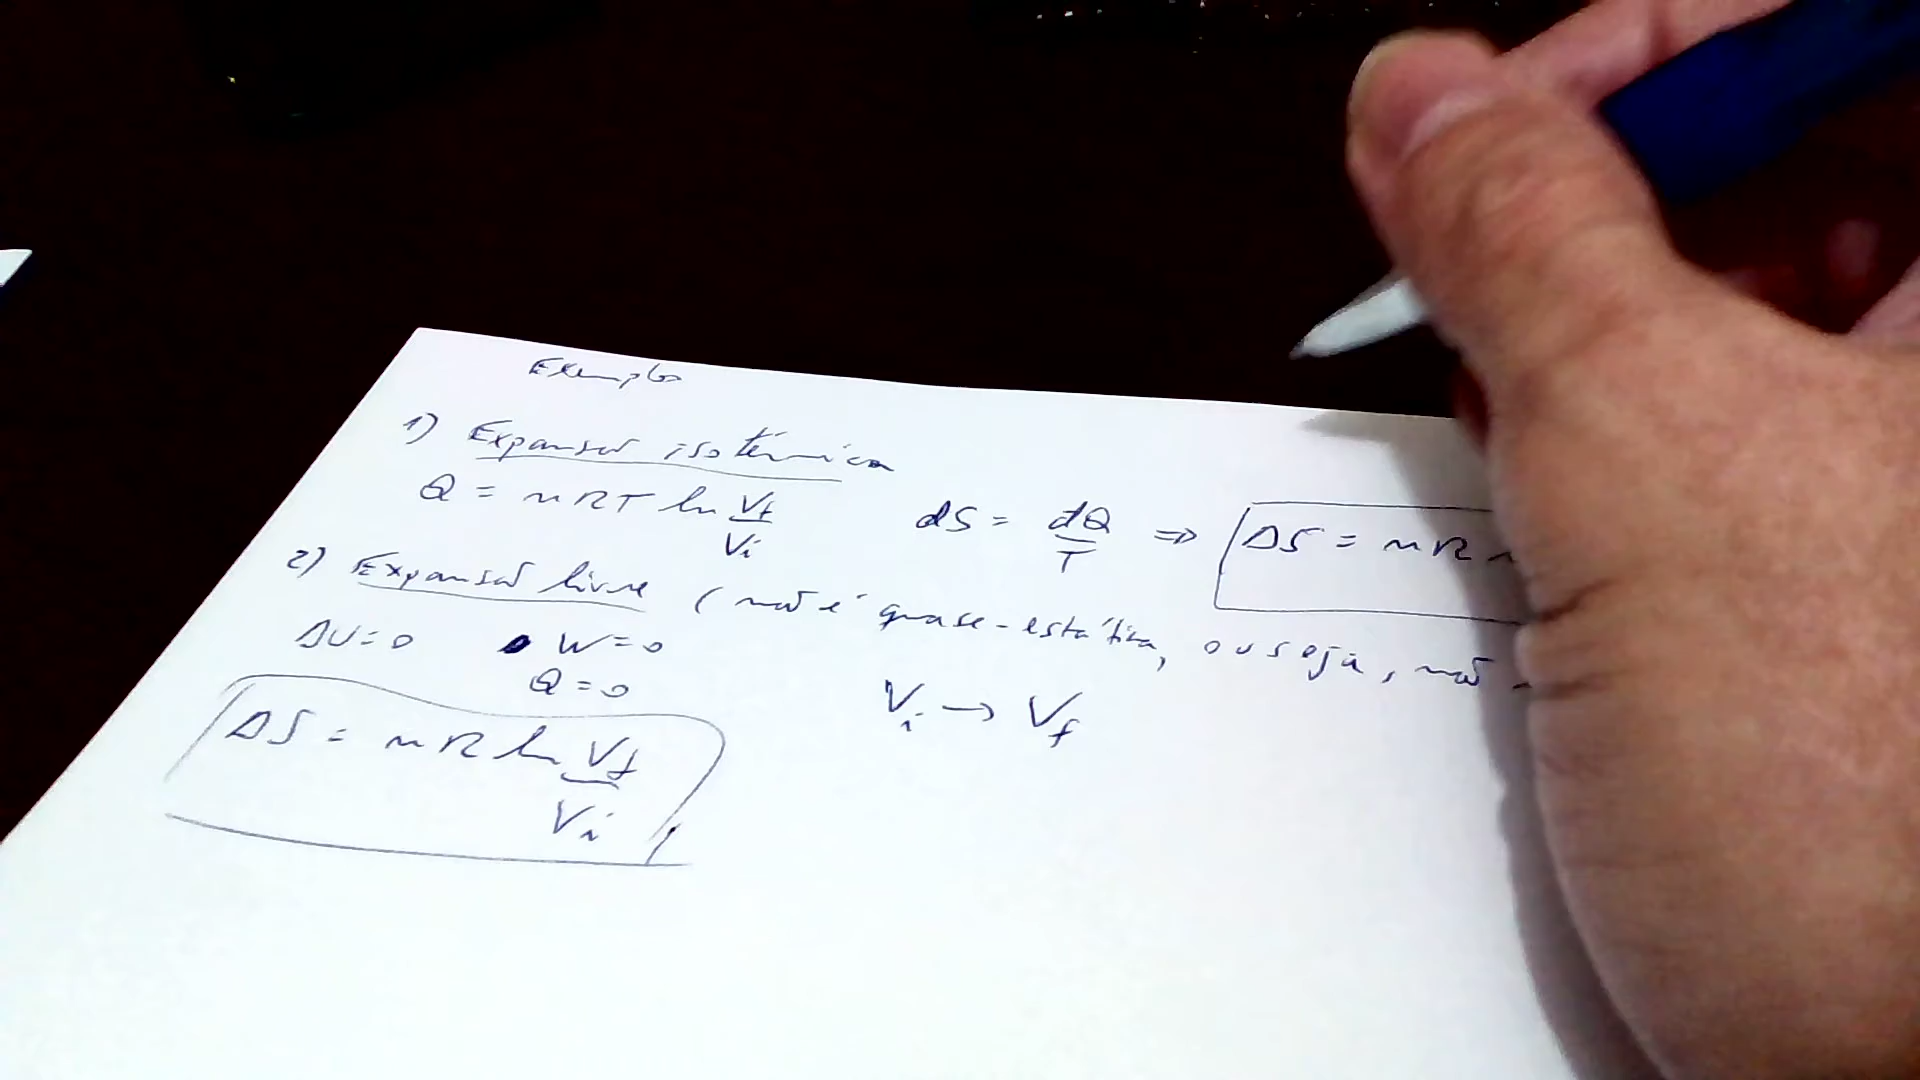 Exemplos
1) Expansão isotérmica
Q = nRT ln Vf/Vi
dS = dQ/T ⇒ ΔS = nR
2) Expansão livre (não é quase-estática, ou seja, não
ΔU=0 W=0
Q=0
Vi → Vf
ΔS = nR ln Vf/Vi